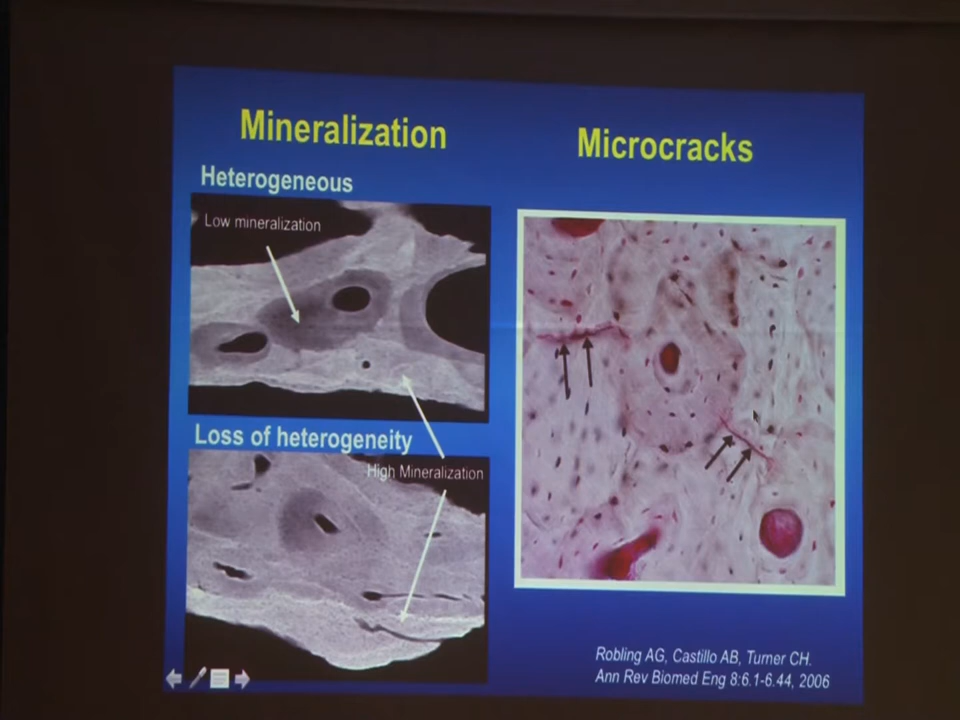 Mineralization
Heterogeneous
Low mineralization
Loss of heterogeneity
High Mineralization
Microcracks
Robling AG, Castillo AB, Turner CH.
Ann Rev Biomed Eng 8:6.1-6.44, 2006